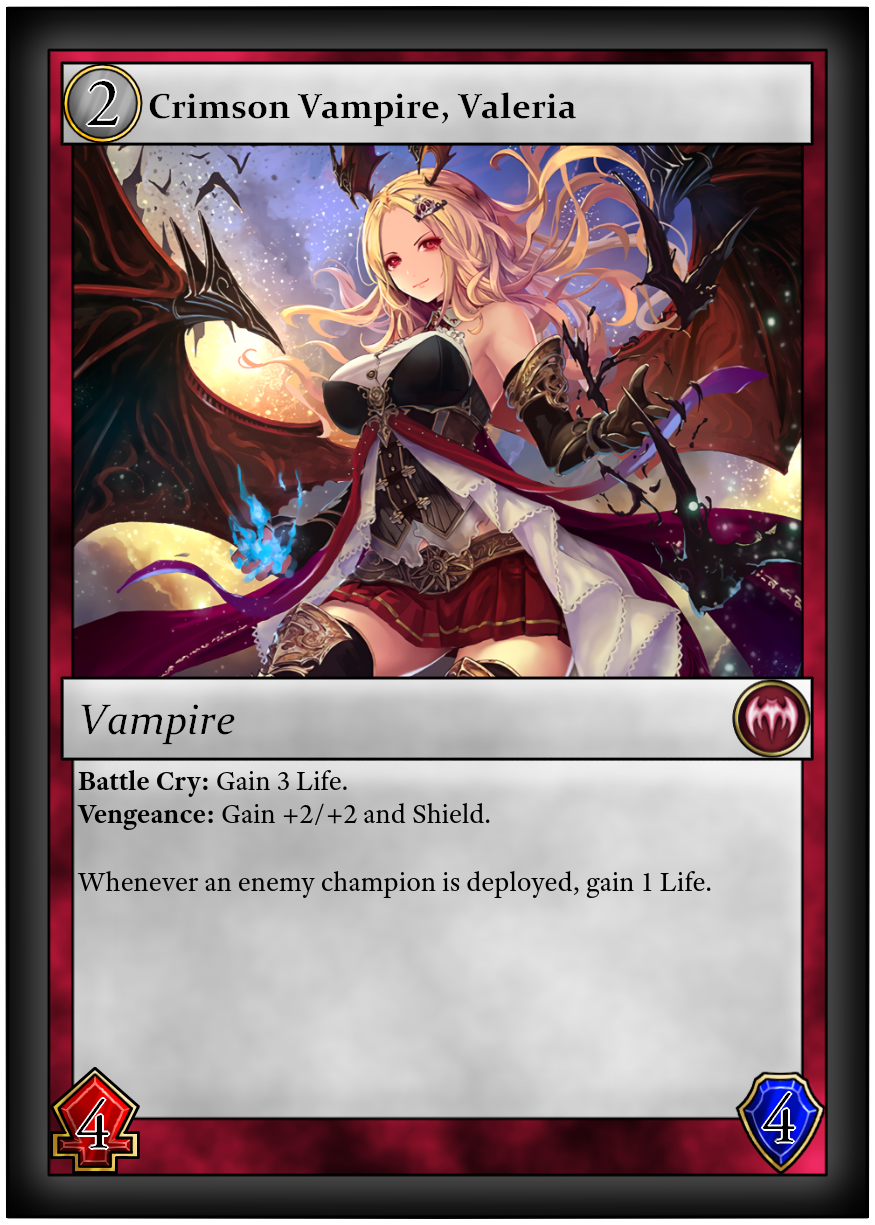 2 Crimson Vampire, Valeria
Vampire
Battle Cry: Gain 3 Life.
Vengeance: Gain +2/+2 and Shield.
Whenever an enemy champion is deployed, gain 1 Life.
4 4